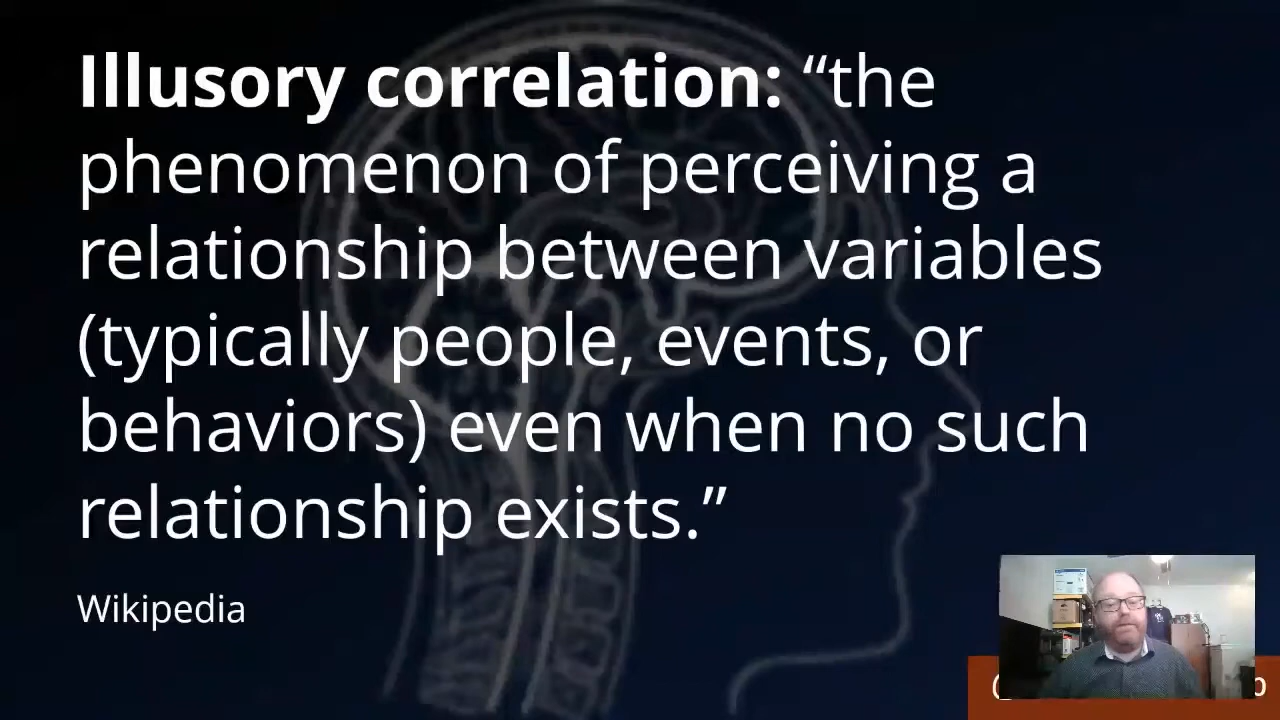 Illusory correlation: “the
phenomenon of perceiving a
relationship between variables
(typically people, events, or
behaviors) even when no such
relationship exists.”
Wikipedia